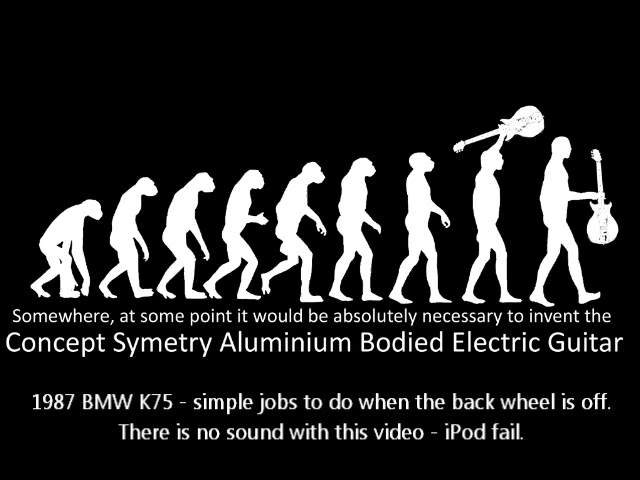 Somewhere, at some point it would be absolutely necessary to invent the
Concept Symetry Aluminium Bodied Electric Guitar
1987 BMW K75 - simple jobs to do when the back wheel is off.
There is no sound with this video - iPod fail.